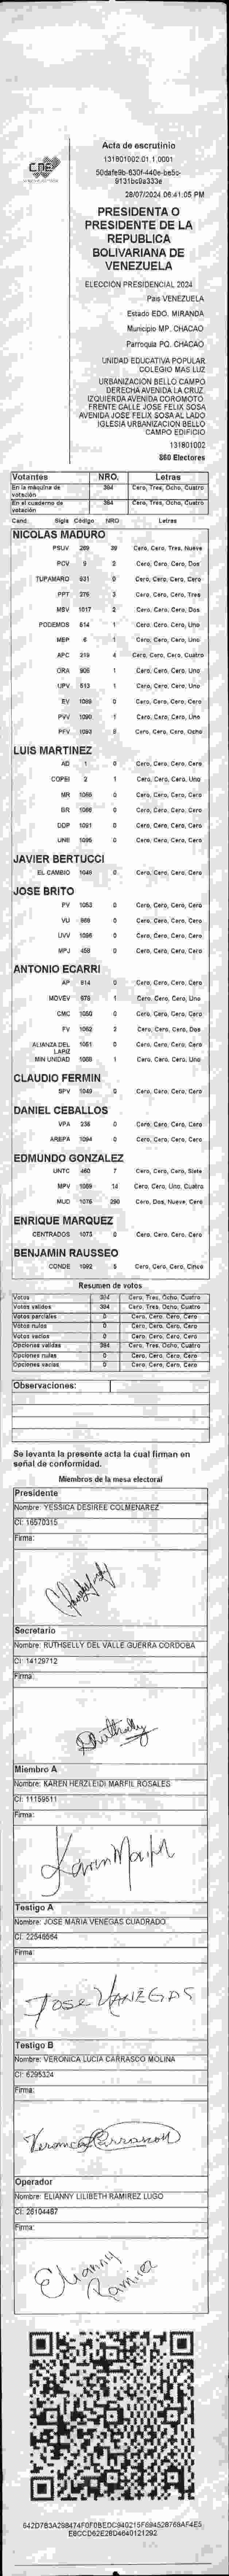 CDE
Acta de escrutinio
131801002.01.1.0001
28/07/2024 06:41:05 PM
PRESIDENTA O
PRESIDENTE DE LA
REPUBLICA
BOLIVARIANA DE
VENEZUELA
ELECCION PRESIDENCIAL 2024
Pais VENEZUELA
Estado EDO. MIRANDA
Municipio MP. CHACAO
Parroquia PQ. CHACAO
UNIDAD EDUCATIVA POPULAR
COLEGIO MAS LUZ
URBANIZACION BELLO CAMPO
DERECHA AVENIDA LA CRUZ.
IZQUIERDA AVENIDA COROMOTO.
FRENTE CALLE JOSE FELIX SOSA
AVENIDA JOSE FELIX SOSA AL LADO
IGLESIA URBANIZACION BELLO
CAMPO EDIFICIO
131801002
860 Electores
Votantes NRO. Letras
En la máquina de votación 384 Cero, Tres, Ocho, Cuatro
En el cuaderno de votación 384 Cero, Tres, Ocho, Cuatro
Cand. Sigla Código NRO Letras
NICOLAS MADURO
PSUV 269 39 Cero, Cero, Tres, Nueve
PCV 9 2 Cero, Cero, Cero, Dos
TUPAMARO 931 0 Cero, Cero, Cero, Cero
PPT 376 3 Cero, Cero, Cero, Tres
MSV 1017 2 Cero, Cero, Cero, Dos
PODEMOS 614 1 Cero, Cero, Cero, Uno
MEP 6 1 Cero, Cero, Cero, Uno
APC 219 4 Cero, Cero, Cero, Cuatro
ORA 905 1 Cero, Cero, Cero, Uno
UPV 513 1 Cero, Cero, Cero, Uno
EV 1089 0 Cero, Cero, Cero, Cero
PVV 1090 1 Cero, Cero, Cero, Uno
PFV 1093 8 Cero, Cero, Cero, Ocho
LUIS MARTINEZ
AD 1 0 Cero, Cero, Cero, Cero
COPEI 2 1 Cero, Cero, Cero, Uno
MR 1058 0 Cero, Cero, Cero, Cero
BR 1066 0 Cero, Cero, Cero, Cero
DDP 1091 0 Cero, Cero, Cero, Cero
UNE 1095 0 Cero, Cero, Cero, Cero
JAVIER BERTUCCI
EL CAMBIO 1048 0 Cero, Cero, Cero, Cero
JOSE BRITO
PV 1053 0 Cero, Cero, Cero, Cero
VU 868 0 Cero, Cero, Cero, Cero
UVV 1096 0 Cero, Cero, Cero, Cero
MPJ 458 0 Cero, Cero, Cero, Cero
ANTONIO ECARRI
AP 914 0 Cero, Cero, Cero, Cero
MOVEV 978 1 Cero, Cero, Cero, Uno
CMC 1050 0 Cero, Cero, Cero, Cero
FV 1052 2 Cero, Cero, Cero, Dos
ALIANZA DEL LAPIZ 1051 0 Cero, Cero, Cero, Cero
MIN UNIDAD 1088 1 Cero, Cero, Cero, Uno
CLAUDIO FERMIN
SPV 1049 0 Cero, Cero, Cero, Cero
DANIEL CEBALLOS
VPA 236 0 Cero, Cero, Cero, Cero
AREPA 1094 0 Cero, Cero, Cero, Cero
EDMUNDO GONZALEZ
UNTC 460 7 Cero, Cero, Cero, Siete
MPV 1059 14 Cero, Cero, Uno, Cuatro
MUD 1076 290 Cero, Dos, Nueve, Cero
ENRIQUE MARQUEZ
CENTRADOS 1073 0 Cero, Cero, Cero, Cero
BENJAMIN RAUSSEO
CONDE 1092 5 Cero, Cero, Cero, Cinco
Resumen de votos
Votos 384 Cero, Tres, Ocho, Cuatro
Votos validos 384 Cero, Tres, Ocho, Cuatro
Votos parciales 0 Cero, Cero, Cero, Cero
Votos nulos 0 Cero, Cero, Cero, Cero
Votos vacios 0 Cero, Cero, Cero, Cero
Opciones validas 384 Cero, Tres, Ocho, Cuatro
Opciones nulas 0 Cero, Cero, Cero, Cero
Opciones vacias 0 Cero, Cero, Cero, Cero
Observaciones:
Se levanta la presente acta la cual firman en
señal de conformidad.
Miembros de la mesa electoral
Presidente
Nombre: YESSICA DESIREE COLMENAREZ
CI: 16570315
Firma:
Secretario
Nombre: RUTHSELLY DEL VALLE GUERRA CORDOBA
CI: 14129712
Firma:
Ruthselly
Miembro A
Nombre: KAREN HERZLEIDI MARFIL ROSALES
CI: 11159511
Firma:
Karen Marfil
Testigo A
Nombre: JOSE MARIA VENEGAS CUADRADO
CI: 22546564
Firma:
Jose VANEGAS
Testigo B
Nombre: VERONICA LUCIA CARRASCO MOLINA
CI: 6295324
Firma:
Veronica Carrasco
Operador
Nombre: ELIANNY LILIBETH RAMIREZ LUGO
CI: 26104467
Firma:
Elianny
Ramirez